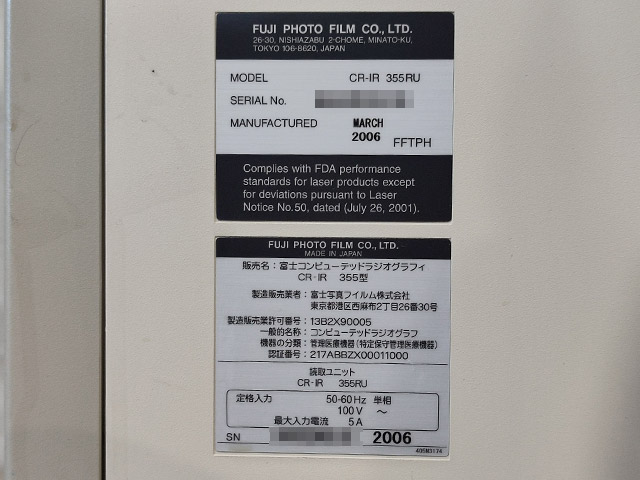 FUJI PHOTO FILM CO., LTD.
26-30, NISHIAZABU 2-CHOME, MINATO-KU,
TOKYO 106-8620, JAPAN
MODEL CR-IR 355RU
SERIAL No.
MANUFACTURED MARCH
2006 FFTPH
Complies with FDA performance
standards for laser products except
for deviations pursuant to Laser
Notice No.50, dated (July 26, 2001).
FUJI PHOTO FILM CO., LTD.
MADE IN JAPAN
販売名：富士コンピューテッドラジオグラフィ
CR-IR 355型
製造販売業者：富士写真フイルム株式会社
東京都港区西麻布2丁目26番30号
製造販売業許可番号：13B2X90005
一般的名称：コンピューテッドラジオグラフ
機器の分類：管理医療機器（特定保守管理医療機器）
認証番号：217ABBZX00011000
読取ユニット
CR-IR 355RU
定格入力 50-60Hz 単相
100V ～
最大入力電流 5A
SN 2006
405N3174